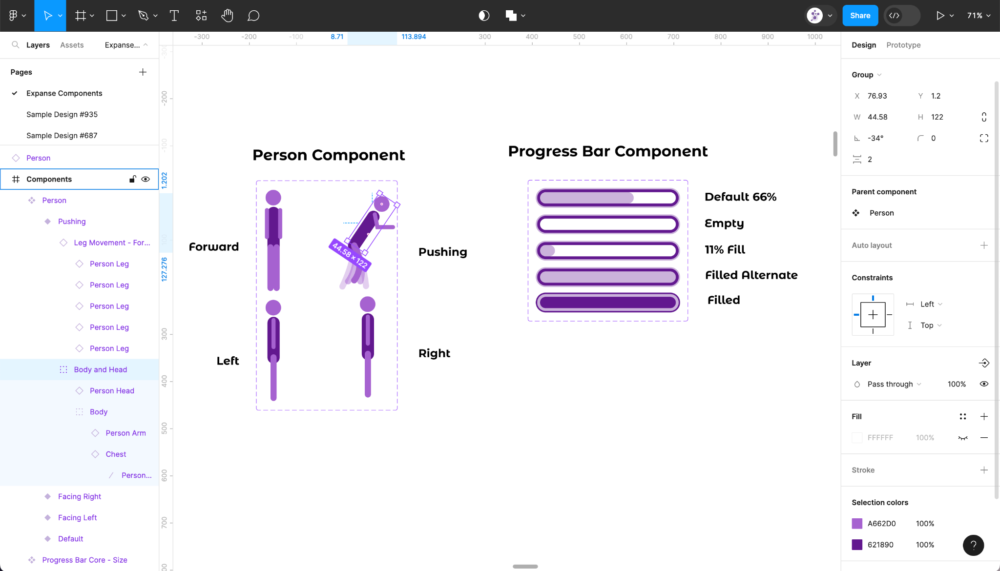 Share
71%
Layers
Assets
Expanse...
Pages
Expanse Components
Sample Design #935
Sample Design #687
Person
Components
Person
Pushing
Leg Movement - For...
Person Leg
Person Leg
Person Leg
Person Leg
Person Leg
Body and Head
Person Head
Body
Person Arm
Chest
Person...
Facing Right
Facing Left
Default
Progress Bar Core - Size
-300
-200
-100
8.71
113.894
300
400
500
600
700
800
900
1000
-300
-200
-100
1.202
100
127.276
300
400
500
600
700
Person Component
Forward
44.58 × 122
Pushing
Left
Right
Progress Bar Component
Default 66%
Empty
11% Fill
Filled Alternate
Filled
Design
Prototype
Group
X 76.93 Y 1.2
W 44.58 H 122
-34° 0
2
Parent component
Person
Auto layout
Constraints
Left
Top
Layer
Pass through 100%
Fill
FFFFFF 100%
Stroke
Selection colors
A662D0 100%
621890 100%
?